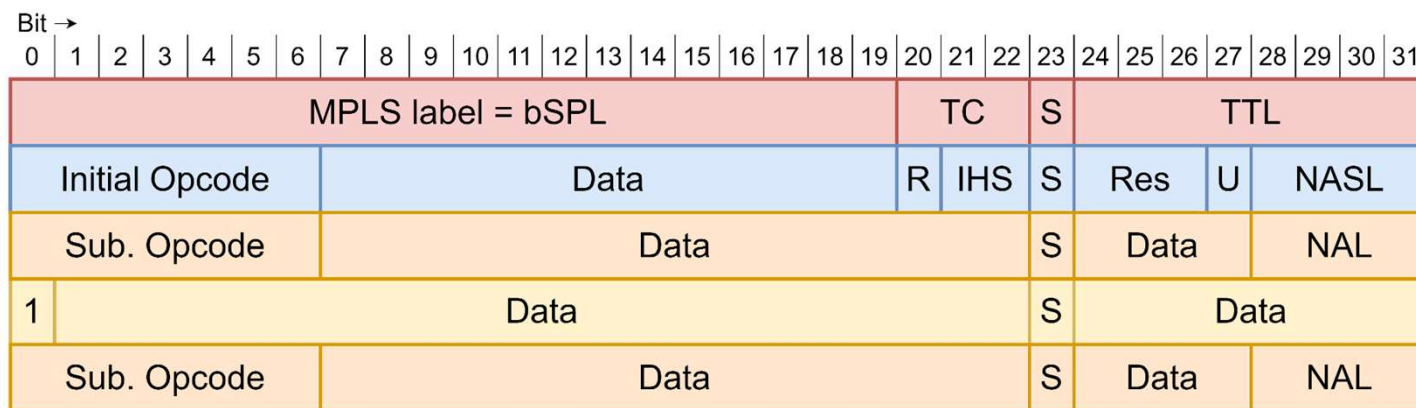 Bit →
0 1 2 3 4 5 6 7 8 9 10 11 12 13 14 15 16 17 18 19 20 21 22 23 24 25 26 27 28 29 30 31
MPLS label = bSPL TC S TTL
Initial Opcode Data R IHS S Res U NASL
Sub. Opcode Data S Data NAL
1 Data S Data
Sub. Opcode Data S Data NAL